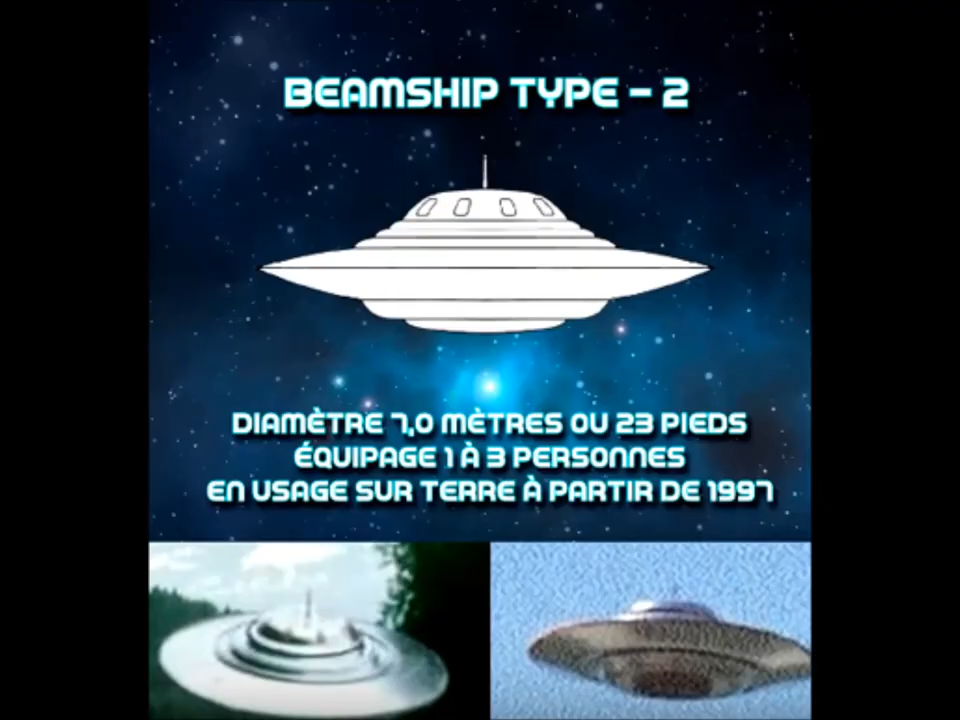 BEAMSHIP TYPE - 2
DIAMÈTRE 7,0 MÈTRES OU 23 PIEDS
ÉQUIPAGE 1 À 3 PERSONNES
EN USAGE SUR TERRE À PARTIR DE 1997